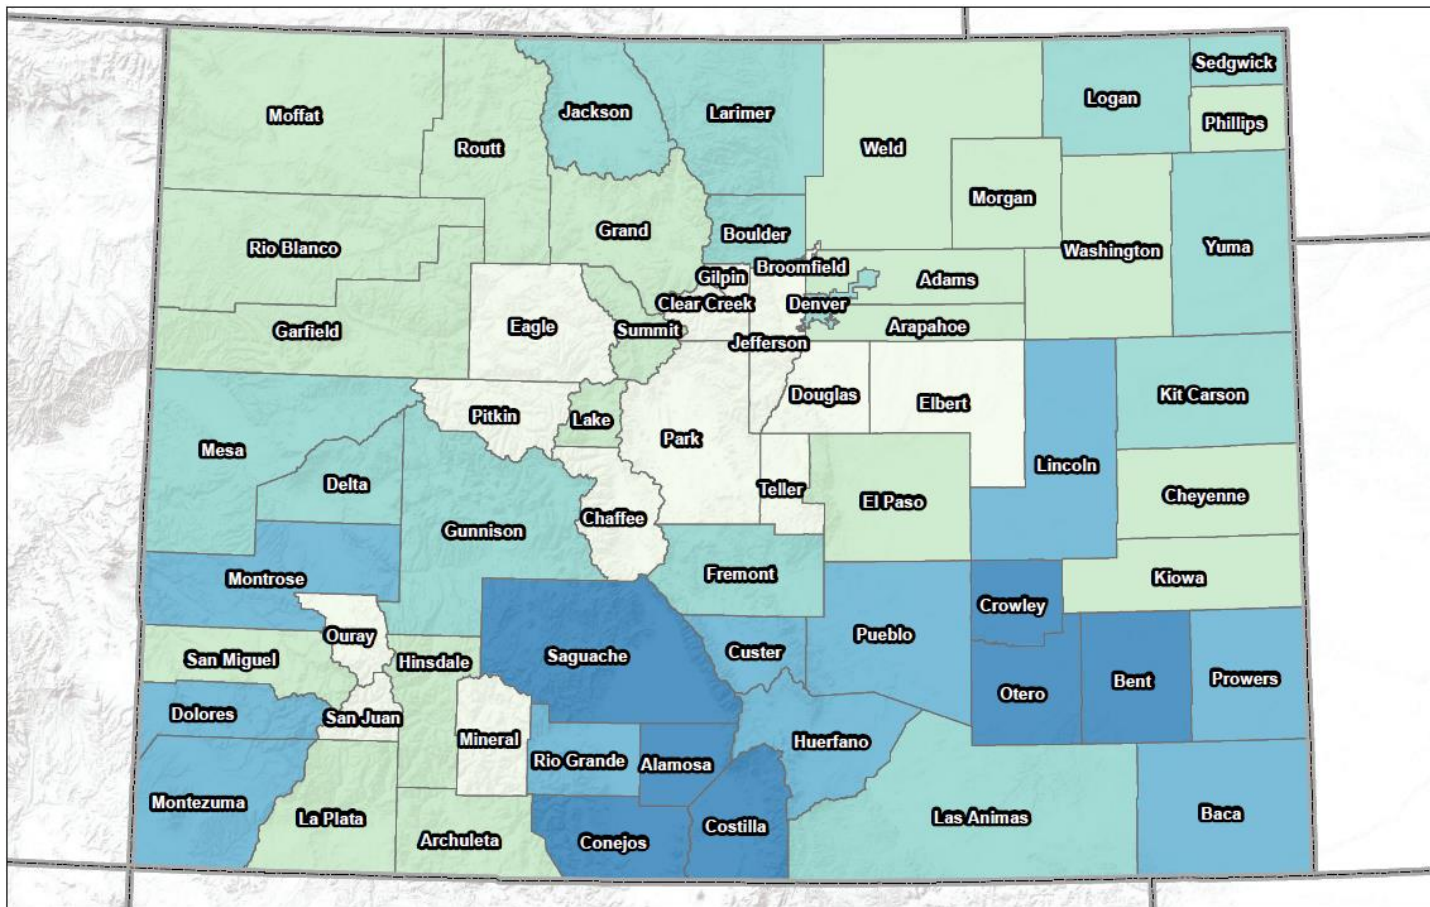 Sedgwick
Logan
Jackson
Larimer
Moffat
Phillips
Routt
Weld
Morgan
Grand
Boulder
Rio Blanco
Washington
Yuma
Broomfield
Gilpin
Adams
Clear Creek
Denver
Eagle
Summit
Arapahoe
Garfield
Jefferson
Douglas
Kit Carson
Elbert
Pitkin
Lake
Park
Mesa
Lincoln
Delta
Teller
Cheyenne
El Paso
Chaffee
Gunnison
Fremont
Montrose
Kiowa
Crowley
Ouray
Pueblo
Custer
Saguache
San Miguel
Hinsdale
Prowers
Bent
Otero
Dolores
San Juan
Mineral
Huerfano
Rio Grande
Alamosa
Montezuma
Baca
La Plata
Las Animas
Costilla
Archuleta
Conejos